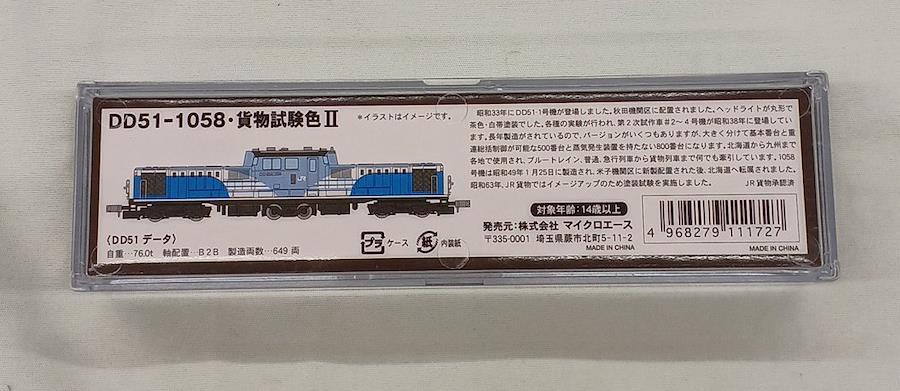 DD51-1058・貨物試験色Ⅱ
*イラストはイメージです。
昭和33年にDD51-1号機が登場しました。秋田機関区に配置されました。ヘッドライトが丸形で
茶色・白帯塗装でした。各種の実験が行われ、第2次試作車#2～4号機が昭和38年に登場しています。
長年製造がされているので、バージョンがいくつもありますが、大きく分けて基本番台と重
連総括制御が可能な500番台と蒸気発生装置を持たない800番台になります。北海道から九州まで
各地で使用され、ブルートレイン、普通、急行列車から貨物列車まで何でも牽引しています。1058
号機は昭和49年1月25日に製造され、米子機関区に新製配置された後、北海道へ転属されました。
昭和63年、JR貨物ではイメージアップのため塗装試験を実施しました。
JR貨物承認済
JR
〈DD51 データ〉
自重…76.0t 軸配置…B2B 製造両数…649 両
プラ ケース
紙 内装紙
対象年齢:14歳以上
発売元:株式会社 マイクロエース
〒335-0001 埼玉県蕨市北町5-11-2
MADE IN CHINA
4 968279 111727
MADE IN CHINA